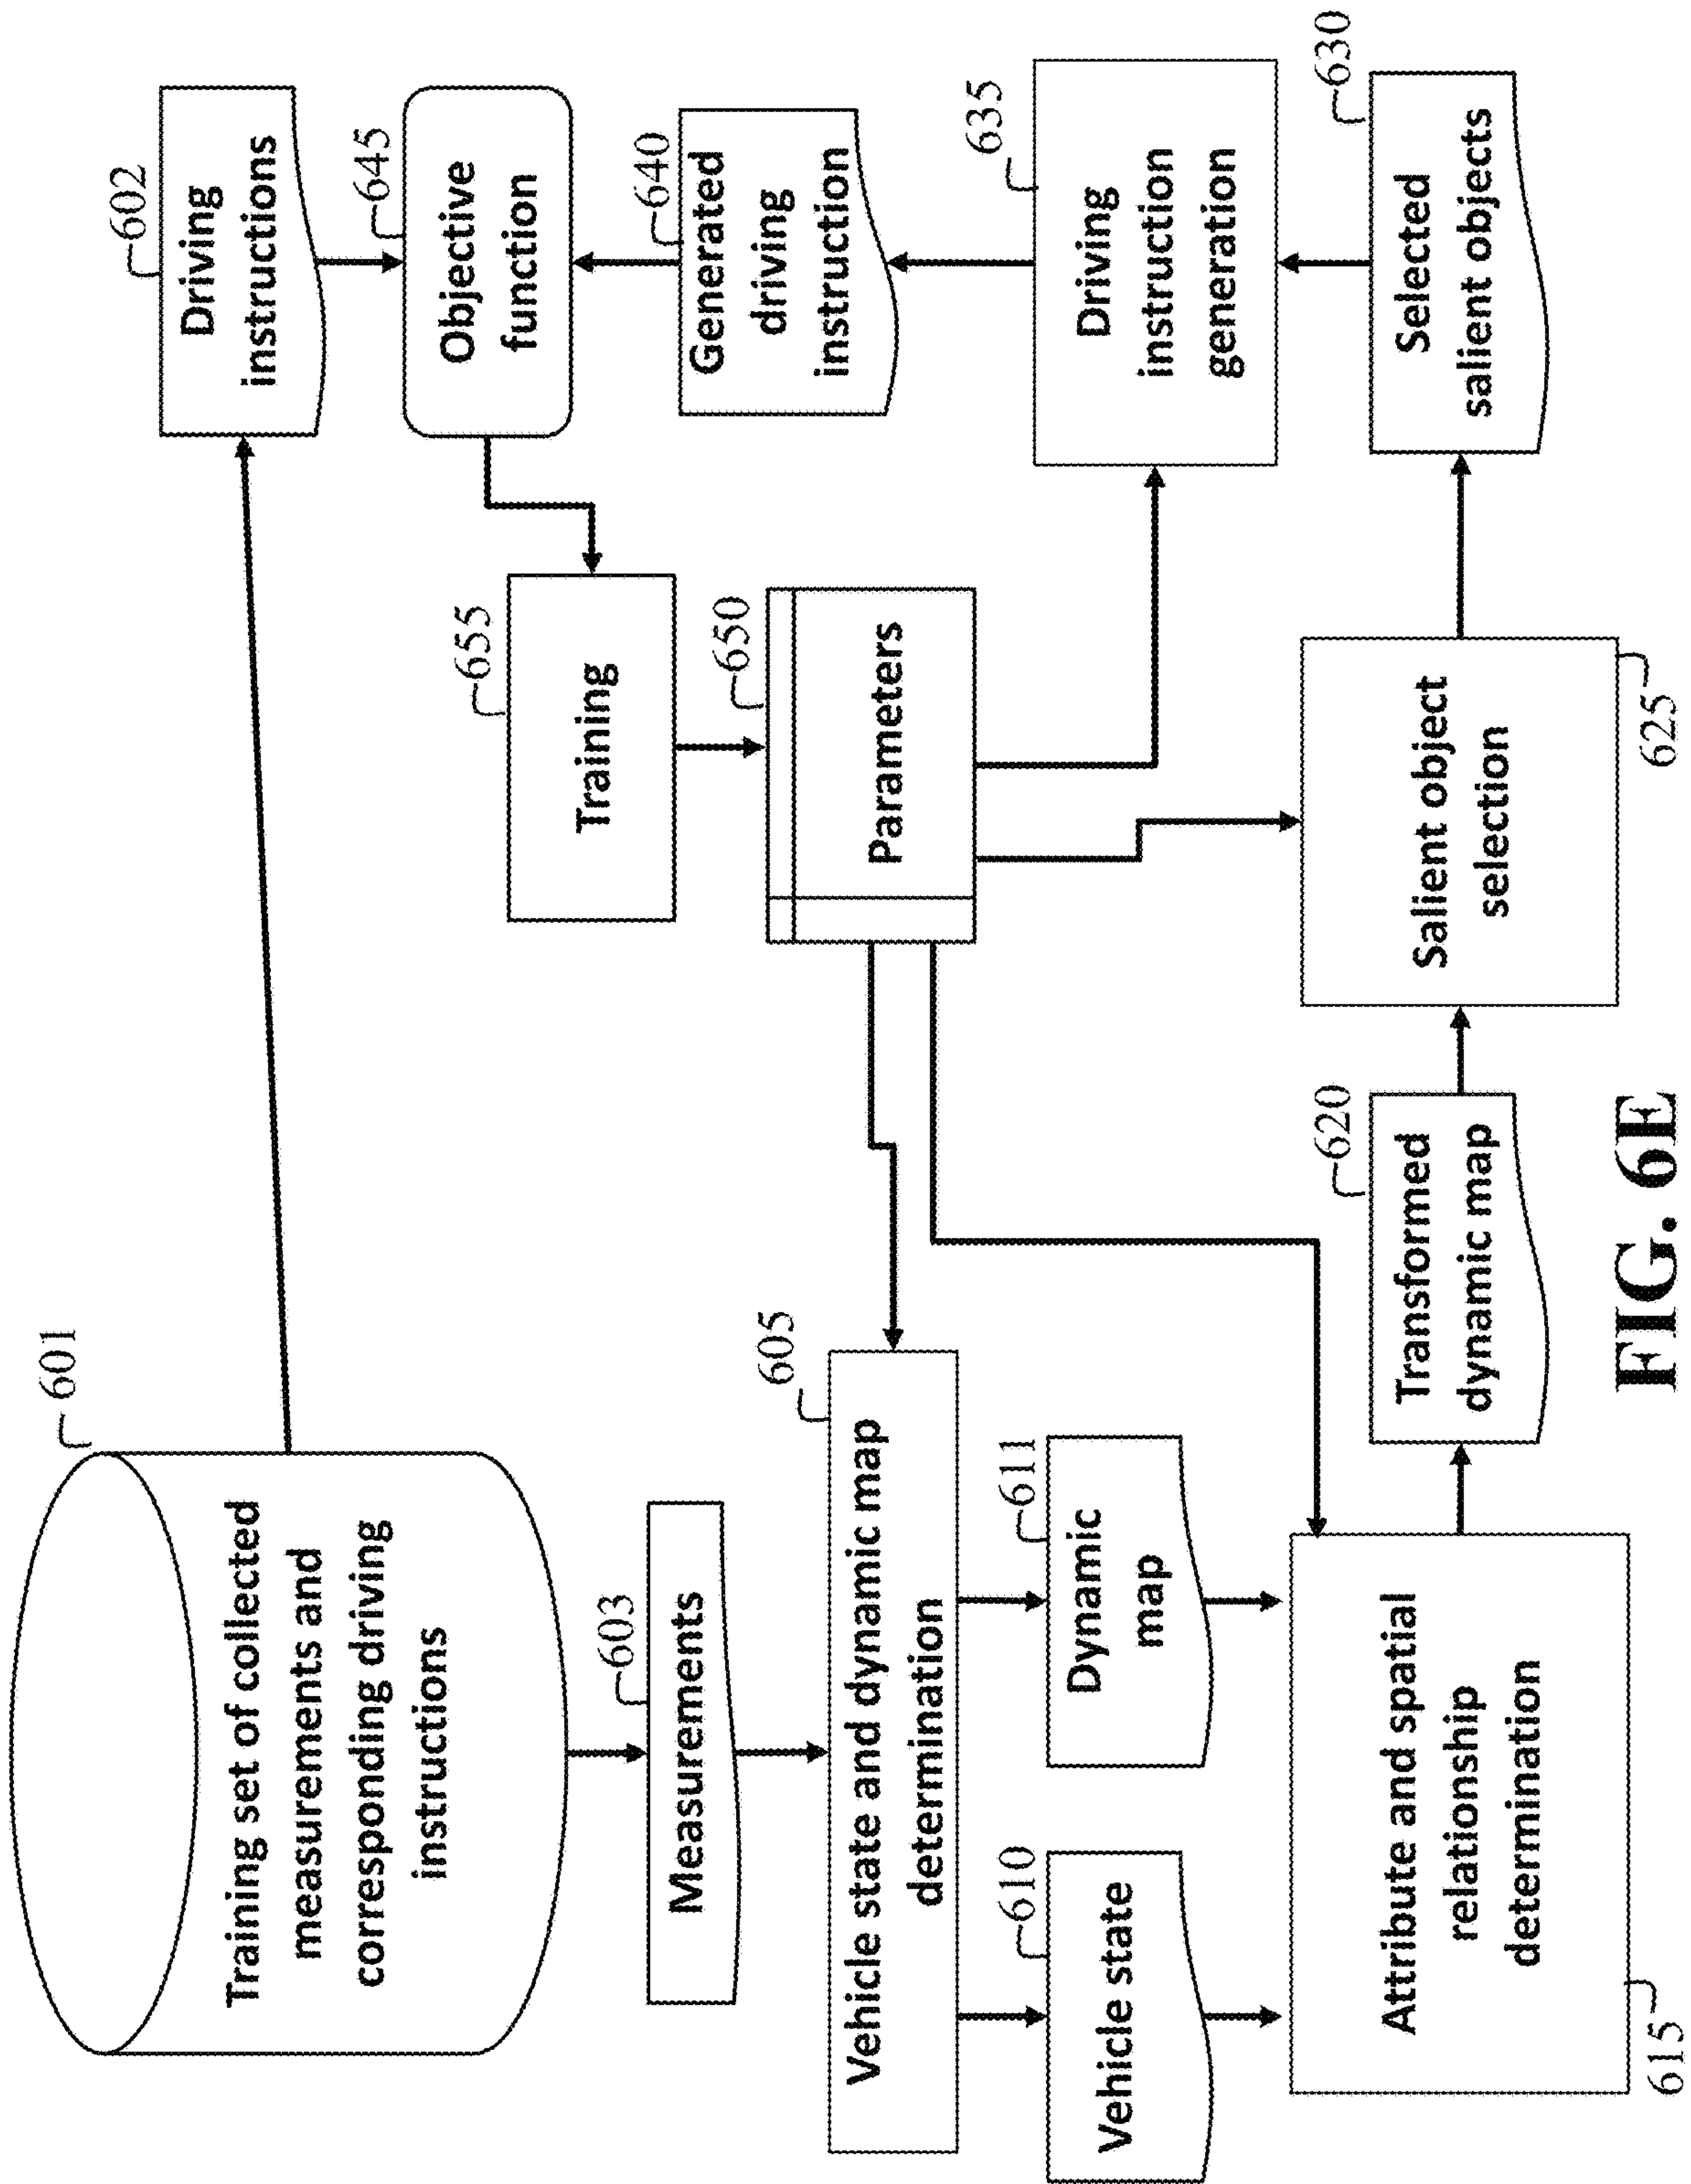 601
Training set of collected
measurements and
corresponding driving
instructions
602
Driving
instructions
603
Measurements
645
Objective
function
655
Training
640
Generated
driving
instruction
650
Parameters
605
Vehicle state and dynamic map
determination
610
Vehicle state
611
Dynamic
map
635
Driving
instruction
generation
615
Attribute and spatial
relationship
determination
620
Transformed
dynamic map
625
Salient object
selection
630
Selected
salient objects
FIG. 6E